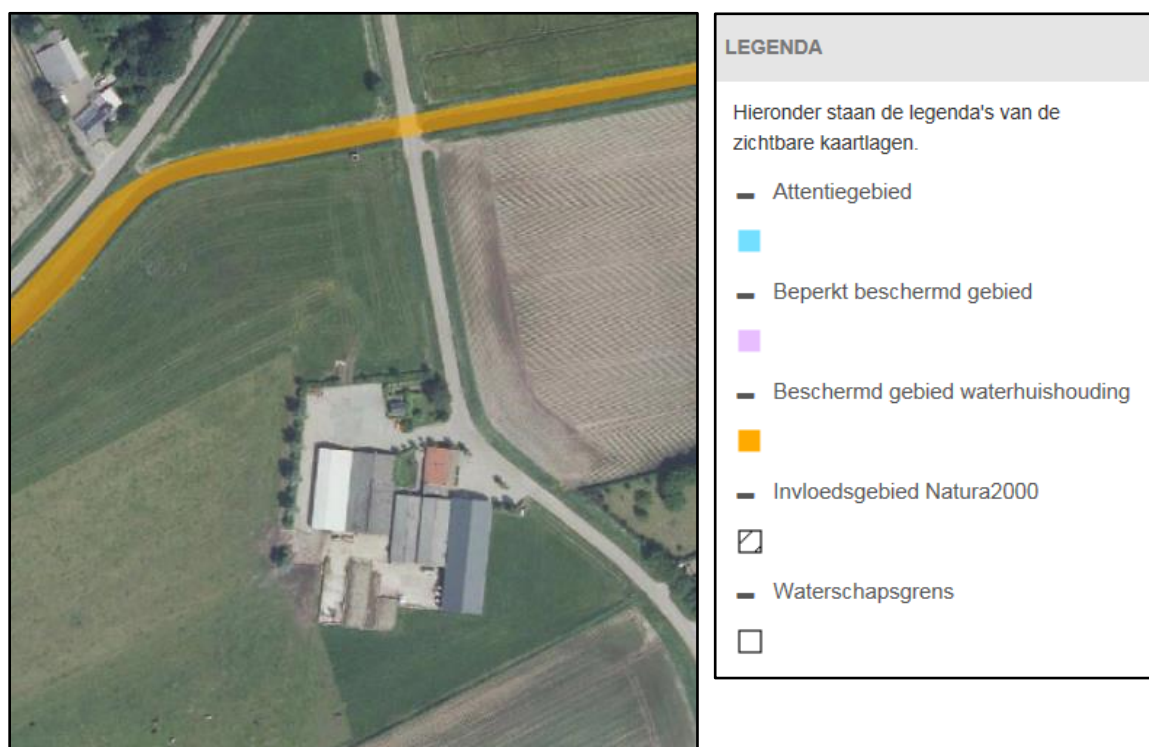 LEGENDA
Hieronder staan de legenda's van de
zichtbare kaartlagen.
Attentiegebied
Beperkt beschermd gebied
Beschermd gebied waterhuishouding
Invloedsgebied Natura2000
Waterschapsgrens